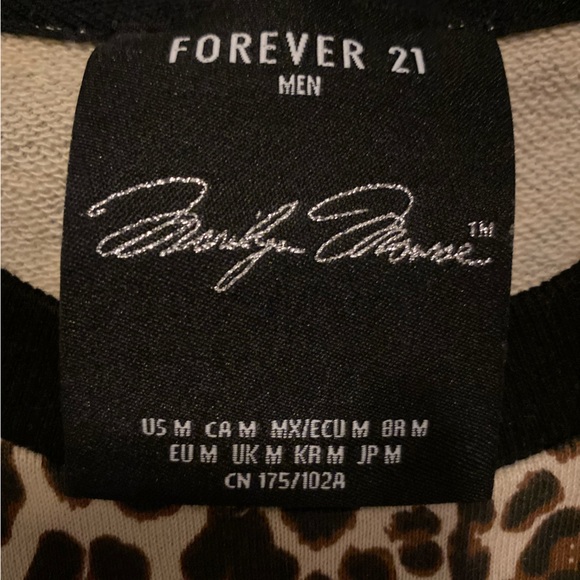 FOREVER 21
MEN
Marilyn Monroe™
US M CA M MX/ECU M BR M
EU M UK M KR M JP M
CN 175/102A